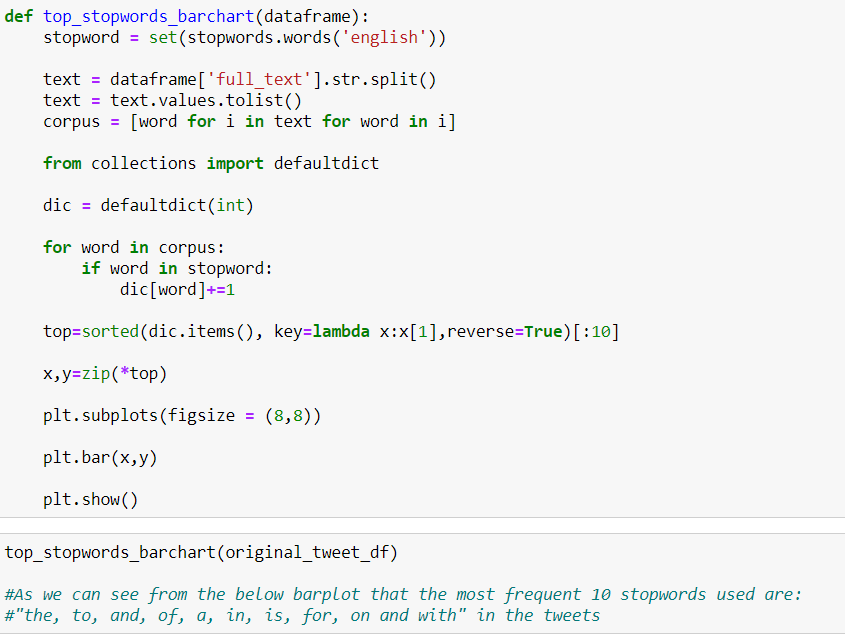 def top_stopwords_barchart(dataframe):
    stopword = set(stopwords.words('english'))
    text = dataframe['full_text'].str.split()
    text = text.values.tolist()
    corpus = [word for i in text for word in i]
    from collections import defaultdict
    dic = defaultdict(int)
    for word in corpus:
        if word in stopword:
            dic[word]+=1
    top=sorted(dic.items(), key=lambda x:x[1],reverse=True)[:10]
    x,y=zip(*top)
    plt.subplots(figsize = (8,8))
    plt.bar(x,y)
    plt.show()
top_stopwords_barchart(original_tweet_df)
#As we can see from the below barplot that the most frequent 10 stopwords used are:
#"the, to, and, of, a, in, is, for, on and with" in the tweets